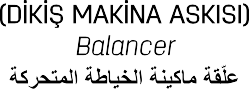 (DİKİŞ MAKİNA ASKISI)
Balancer
علّقة ماكينة الخياطة المتحركة